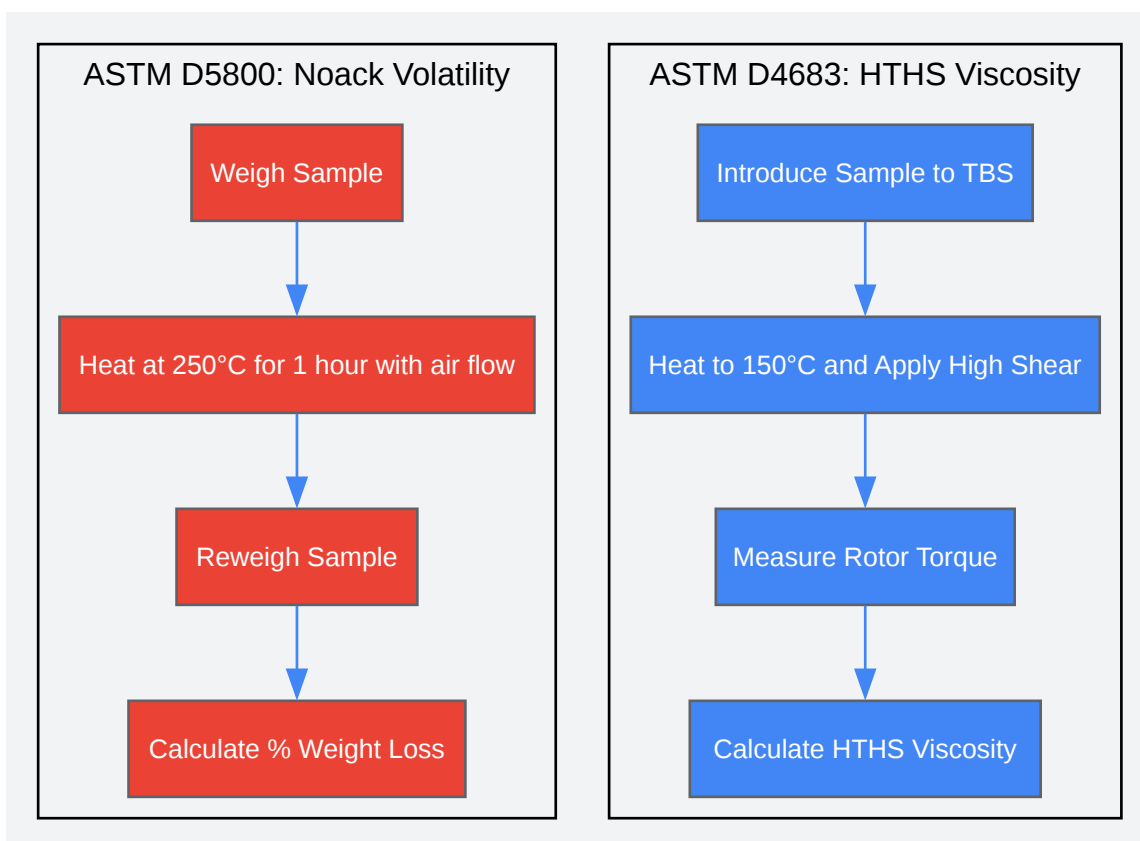 ASTM D5800: Noack Volatility
Weigh Sample
Heat at 250°C for 1 hour with air flow
Reweigh Sample
Calculate % Weight Loss
ASTM D4683: HTHS Viscosity
Introduce Sample to TBS
Heat to 150°C and Apply High Shear
Measure Rotor Torque
Calculate HTHS Viscosity